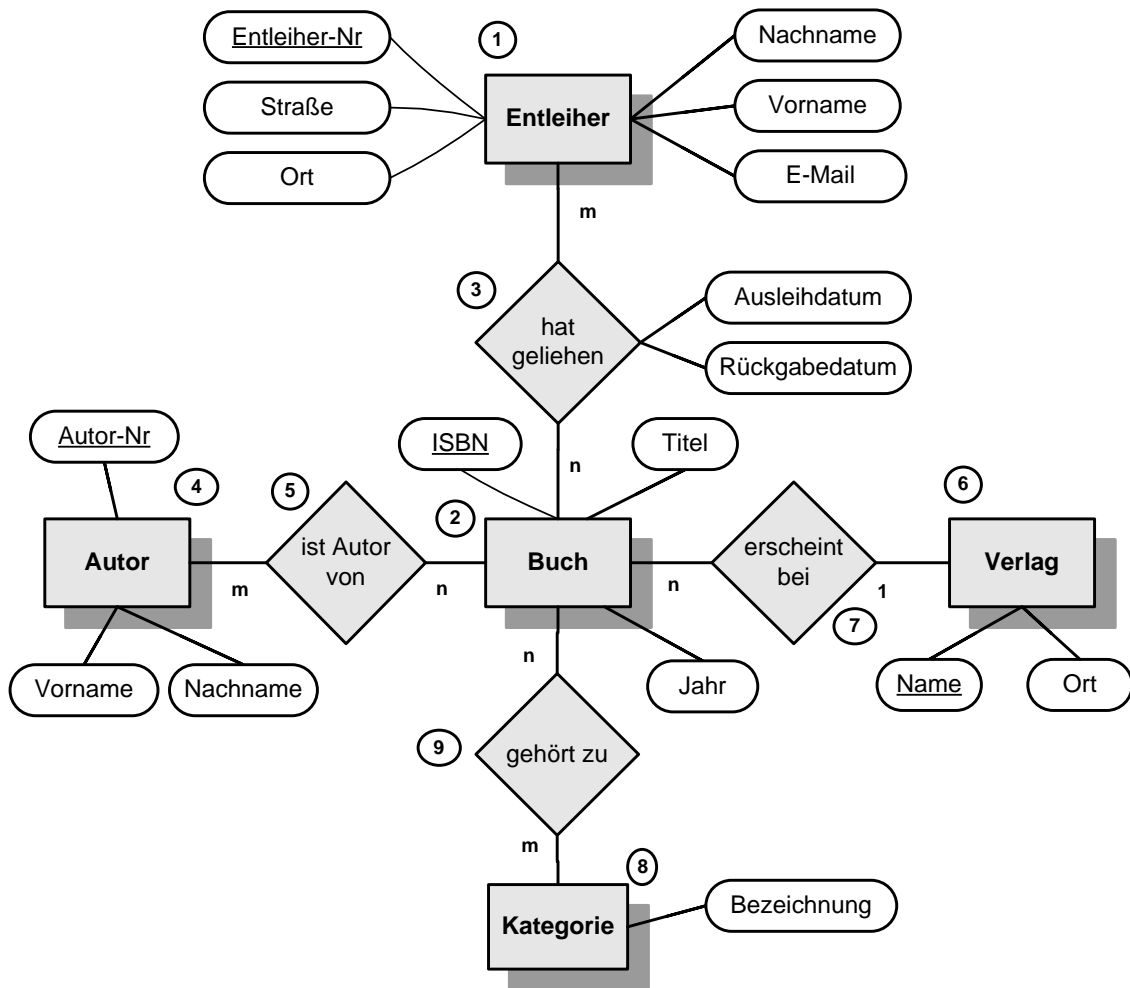 Entleiher-Nr
1
Nachname
Straße
Entleiher
Vorname
Ort
E-Mail
m
3
Ausleihdatum
hat
geliehen
Rückgabedatum
Autor-Nr
ISBN
Titel
n
4
5
2
6
Autor
m
ist Autor
von
n
Buch
n
erscheint
bei
1
Verlag
7
Vorname
Nachname
n
Jahr
Name
Ort
9
gehört zu
m
8
Kategorie
Bezeichnung